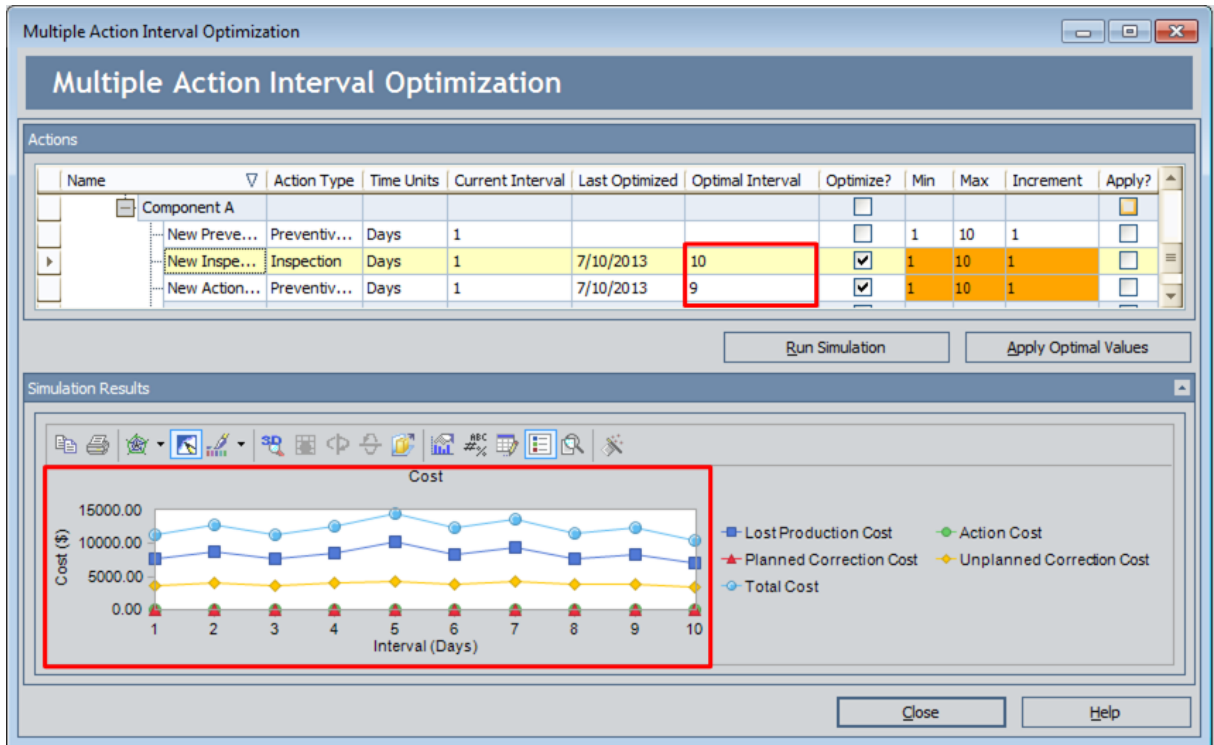 Multiple Action Interval Optimization
Multiple Action Interval Optimization
Actions
Name Action Type Time Units Current Interval Last Optimized Optimal Interval Optimize? Min Max Increment Apply?
Component A
New Preve... Preventiv... Days 1 1 10 1
New Inspe... Inspection Days 1 7/10/2013 10 1 10 1
New Action... Preventiv... Days 1 7/10/2013 9 1 10 1
Run Simulation Apply Optimal Values
Simulation Results
3D ABC #%
Cost
15000.00
10000.00
5000.00
0.00
Cost ($)
1 2 3 4 5 6 7 8 9 10
Interval (Days)
Lost Production Cost Action Cost
Planned Correction Cost Unplanned Correction Cost
Total Cost
Close Help